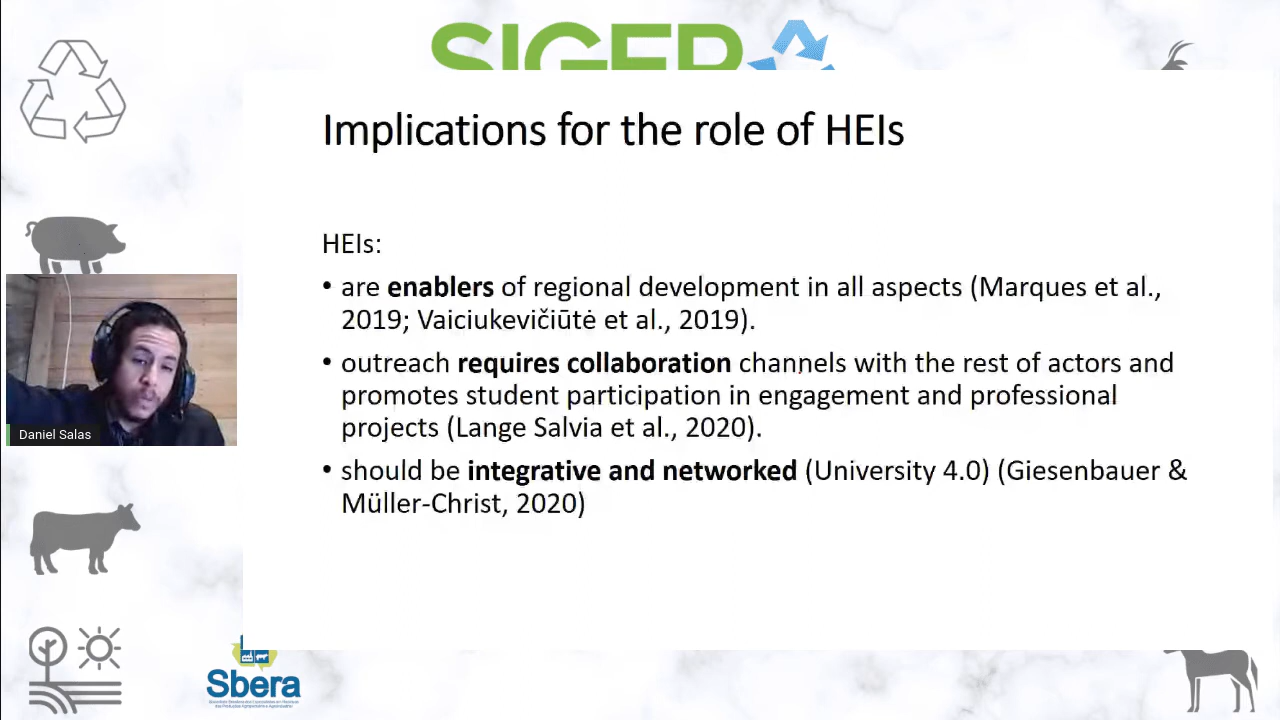 SIGER
Implications for the role of HEIs
HEIs:
• are enablers of regional development in all aspects (Marques et al.,
2019; Vaiciukevičiūtė et al., 2019).
• outreach requires collaboration channels with the rest of actors and
promotes student participation in engagement and professional
projects (Lange Salvia et al., 2020).
• should be integrative and networked (University 4.0) (Giesenbauer &
Müller-Christ, 2020)
Daniel Salas
Sbera